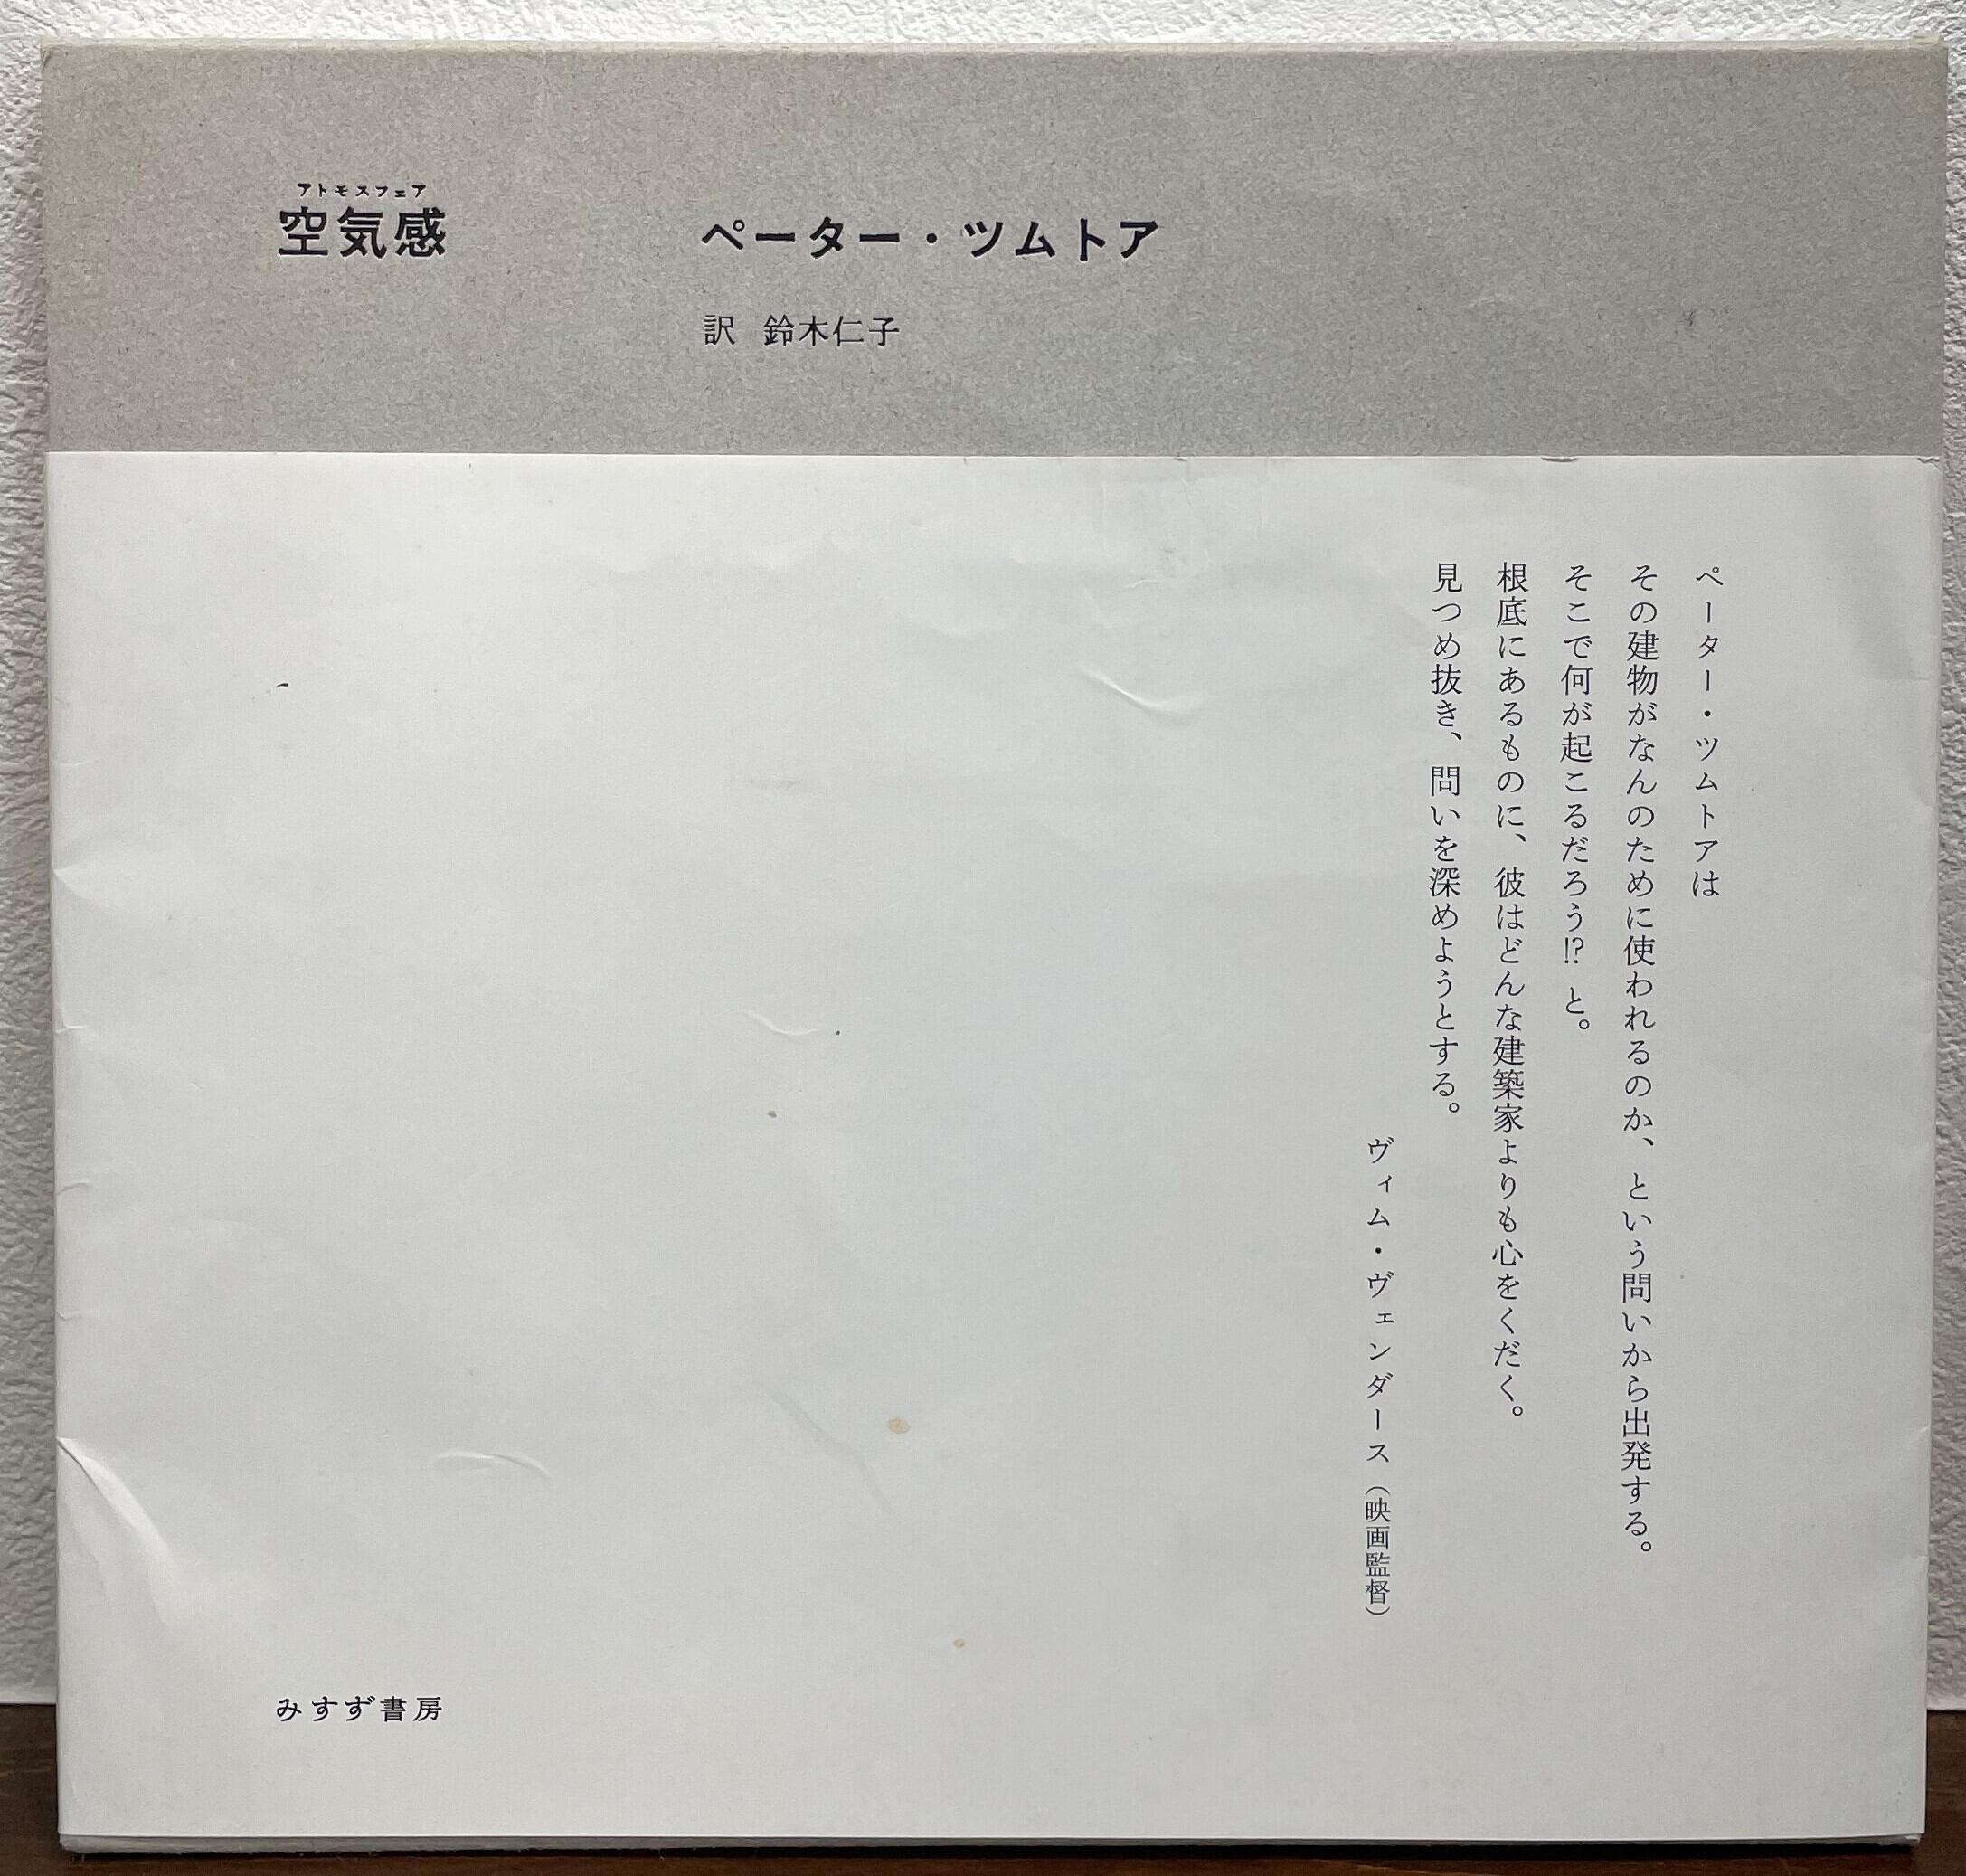 アトモスフェア
空気感
ペーター・ツムトア
訳 鈴木仁子
ペーター・ツムトアは
その建物がなんのために使われるのか、という問いから出発する。
そこで何が起こるだろう!? と。
根底にあるものに、彼はどんな建築家よりも心をくだく。
見つめ抜き、問いを深めようとする。
ヴィム・ヴェンダース（映画監督）
みすず書房